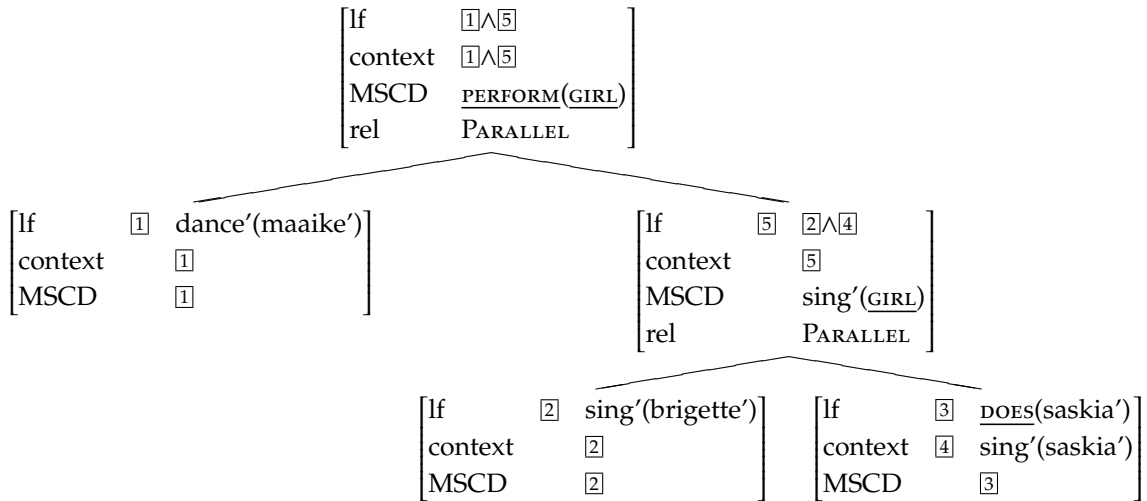 lf 1∧5
context 1∧5
MSCD PERFORM(GIRL)
rel PARALLEL
lf 1 dance'(maaike')
context 1
MSCD 1
lf 5 2∧4
context 5
MSCD sing'(GIRL)
rel PARALLEL
lf 2 sing'(brigette')
context 2
MSCD 2
lf 3 DOES(saskia')
context 4 sing'(saskia')
MSCD 3